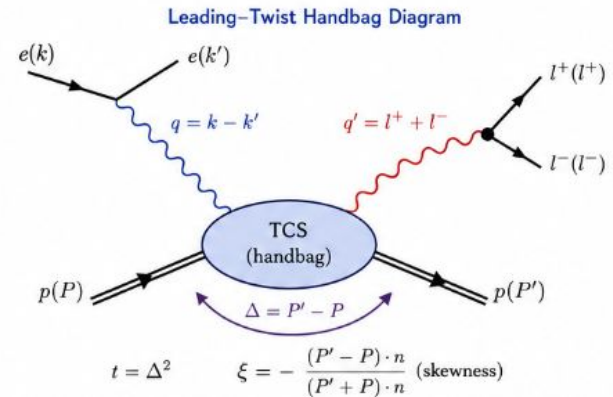 Leading–Twist Handbag Diagram
e(k)
e(k′)
l⁺(l⁺)
q = k − k′
q′ = l⁺ + l⁻
l⁻(l⁻)
TCS
(handbag)
p(P)
Δ = P′ − P
p(P′)
t = Δ²
ξ = − (P′ − P) · n / (P′ + P) · n (skewness)